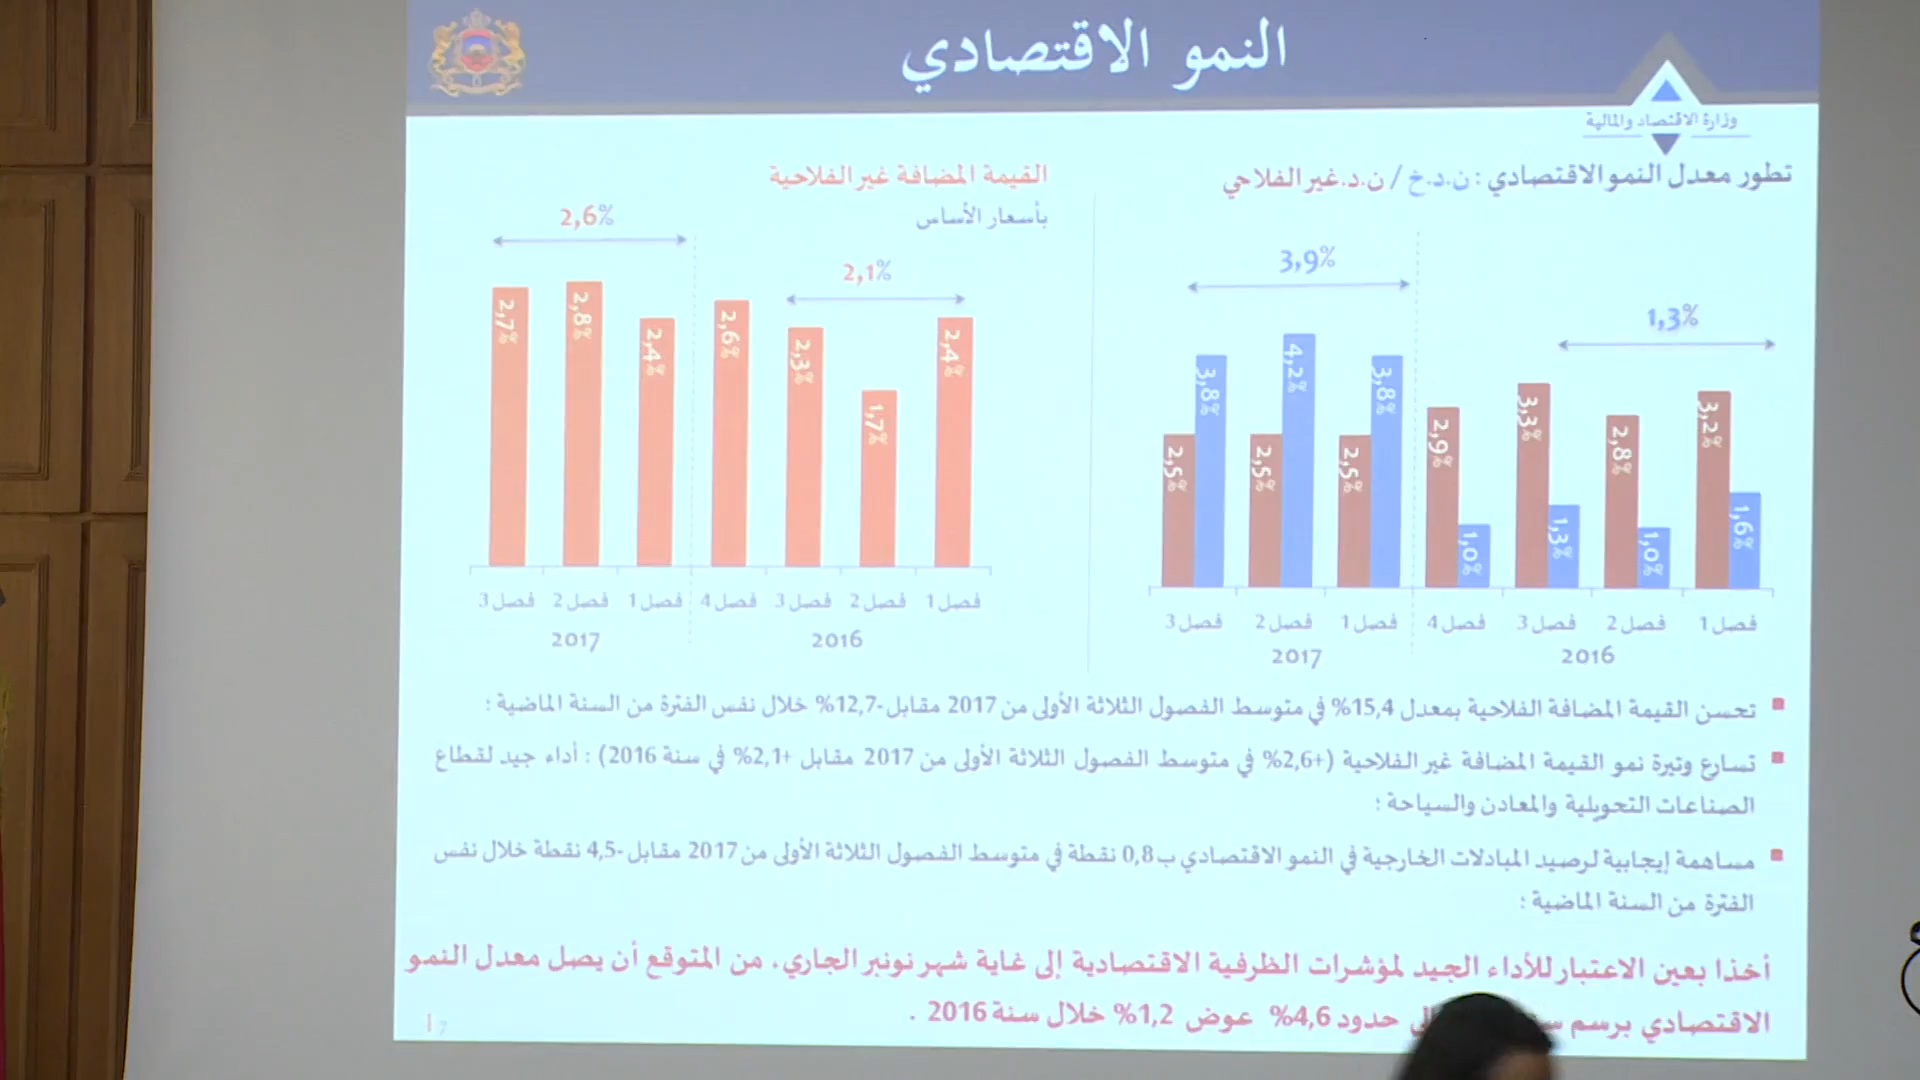 النمو الاقتصادي
وزارة الاقتصاد والمالية
تطور معدل النمو الاقتصادي : ن.د.خ / ن.د.غير الفلاحي
3,9%
1,3%
3,8%
4,2%
3,8%
2,5%
2,5%
2,5%
2,9%
3,3%
2,8%
3,2%
1,0%
1,3%
1,0%
1,6%
فصل 1
فصل 2
فصل 3
فصل 4
فصل 1
فصل 2
فصل 3
2016
2017
القيمة المضافة غير الفلاحية
بأسعار الأساس
2,6%
2,1%
2,7%
2,8%
2,4%
2,6%
2,3%
1,7%
2,4%
فصل 1
فصل 2
فصل 3
فصل 4
فصل 1
فصل 2
فصل 3
2016
2017
تحسن القيمة المضافة الفلاحية بمعدل 15,4% في متوسط الفصول الثلاثة الأولى من 2017 مقابل -12,7% خلال نفس الفترة من السنة الماضية :
تسارع وتيرة نمو القيمة المضافة غير الفلاحية (+2,6% في متوسط الفصول الثلاثة الأولى من 2017 مقابل +2,1% في سنة 2016) : أداء جيد لقطاع
الصناعات التحويلية والمعادن والسياحة :
مساهمة إيجابية لرصيد المبادلات الخارجية في النمو الاقتصادي ب 0,8 نقطة في متوسط الفصول الثلاثة الأولى من 2017 مقابل -4,5 نقطة خلال نفس
الفترة من السنة الماضية :
أخذا بعين الاعتبار للأداء الجيد لمؤشرات الظرفية الاقتصادية إلى غاية شهر نونبر الجاري، من المتوقع أن يصل معدل النمو
الاقتصادي برسم حدود 4,6% عوض 1,2% خلال سنة 2016 .
7